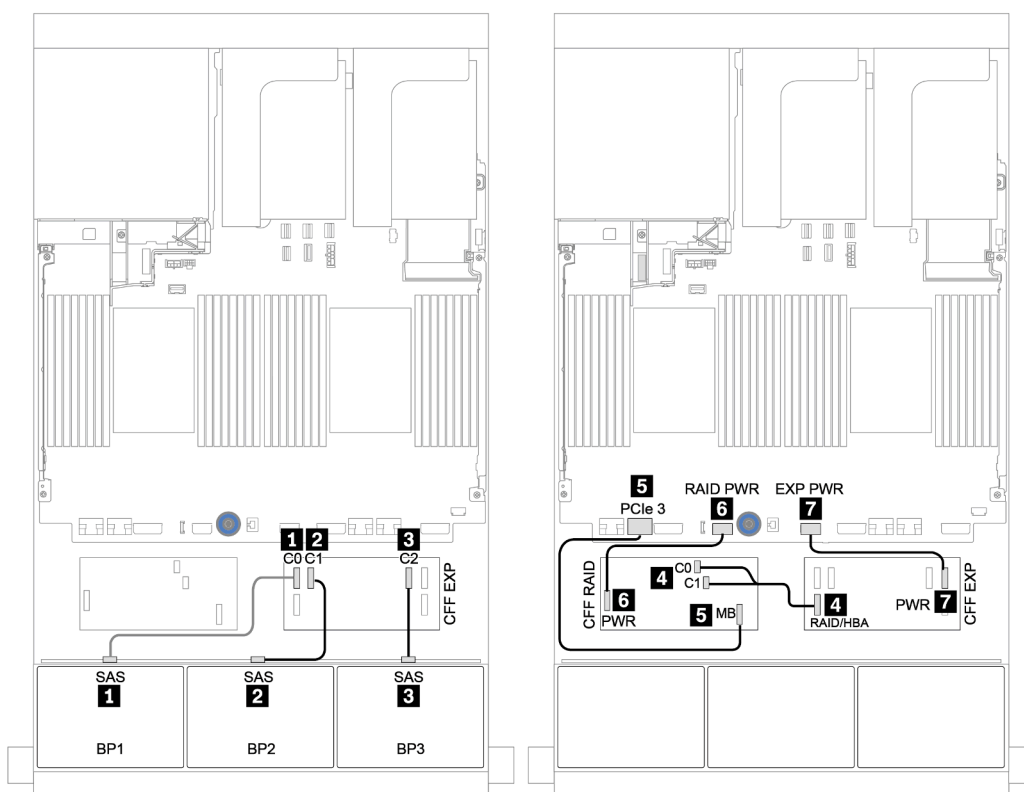 1 2 3
C0 C1 C2
CFF EXP
SAS SAS SAS
1 2 3
BP1 BP2 BP3
5 RAID PWR EXP PWR
PCIe 3 6 7
CFF RAID
4 C0
C1
6
PWR
5 MB
4
RAID/HBA
PWR 7
CFF EXP